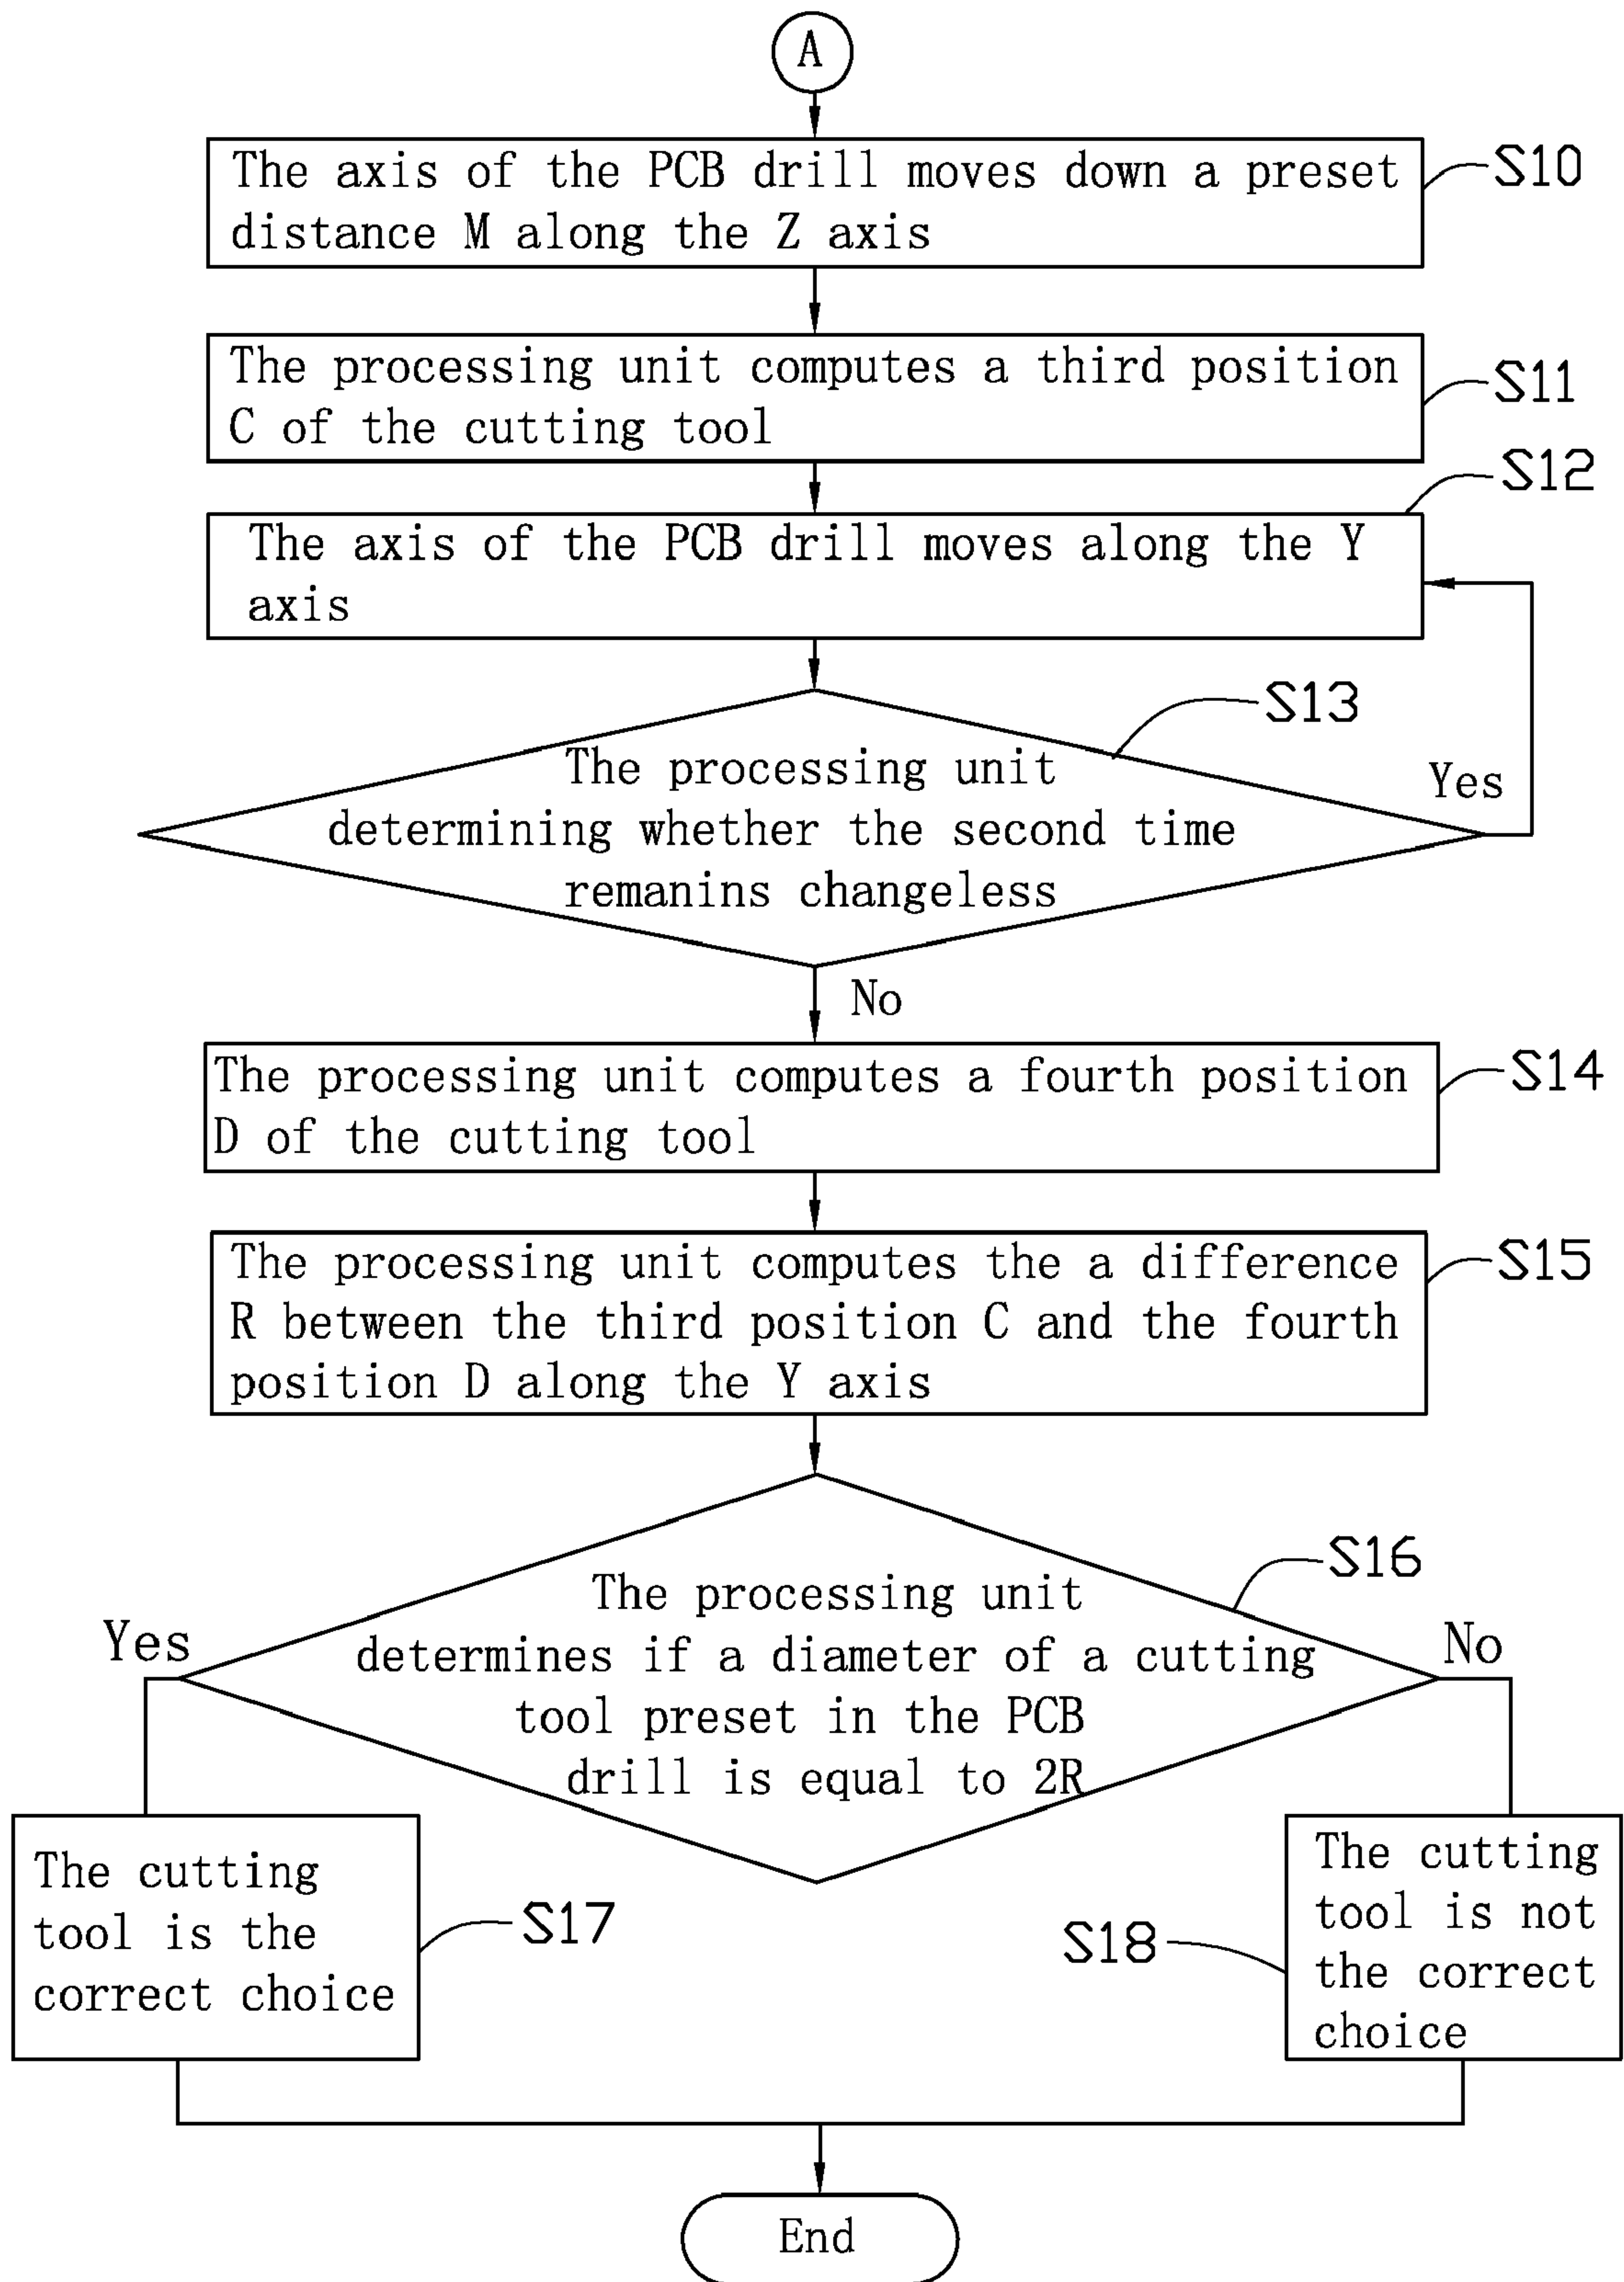 A
The axis of the PCB drill moves down a preset
distance M along the Z axis
S10
The processing unit computes a third position
C of the cutting tool
S11
S12
The axis of the PCB drill moves along the Y
axis
S13
The processing unit
determining whether the second time
remanins changeless
Yes
No
The processing unit computes a fourth position
D of the cutting tool
S14
The processing unit computes the a difference
R between the third position C and the fourth
position D along the Y axis
S15
S16
The processing unit
determines if a diameter of a cutting
tool preset in the PCB
drill is equal to 2R
Yes
No
The cutting
tool is the
correct choice
S17
S18
The cutting
tool is not
the correct
choice
End